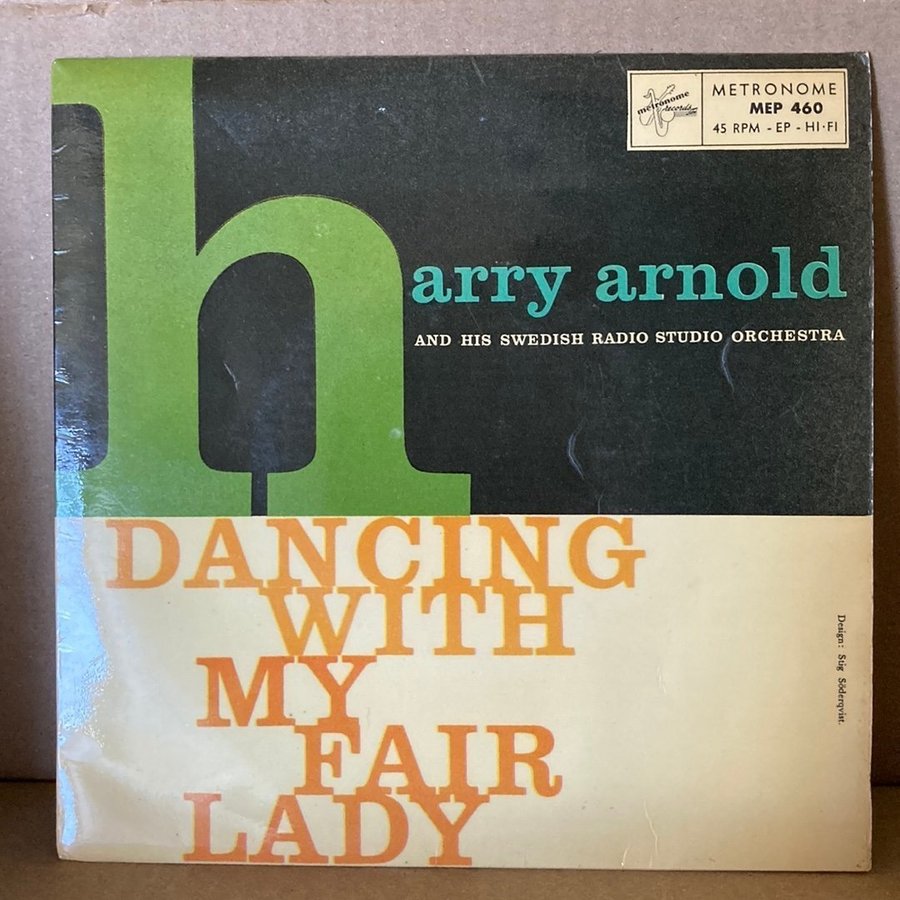 metronome
records
METRONOME
MEP 460
45 RPM - EP - HI-FI
harry arnold
AND HIS SWEDISH RADIO STUDIO ORCHESTRA
DANCING
WITH
MY
FAIR
LADY
Design: Stig Söderqvist.